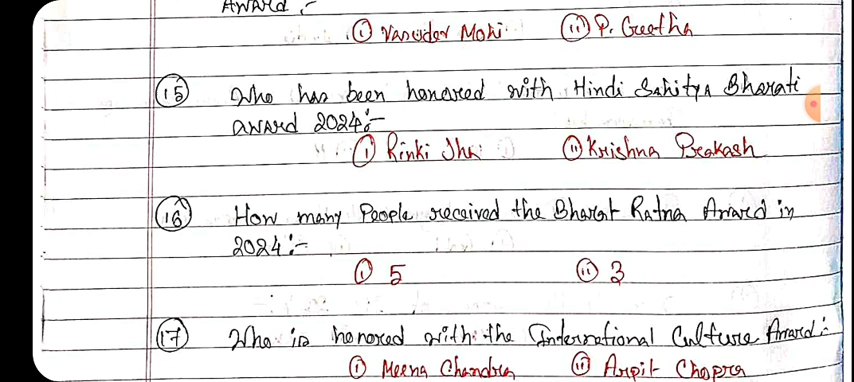 Award :-
(i) Vasudev Mohi (ii) P. Geetha
(15) Who has been honored with Hindi Sahitya Bharati
award 2024:-
(i) Rinki Jha (ii) Krishna Prakash
(16) How many People received the Bharat Ratna Award in
2024:-
(i) 5 (ii) 3
(17) Who is honored with the International Culture Award:-
(i) Meena Chandra (ii) Arpit Chopra